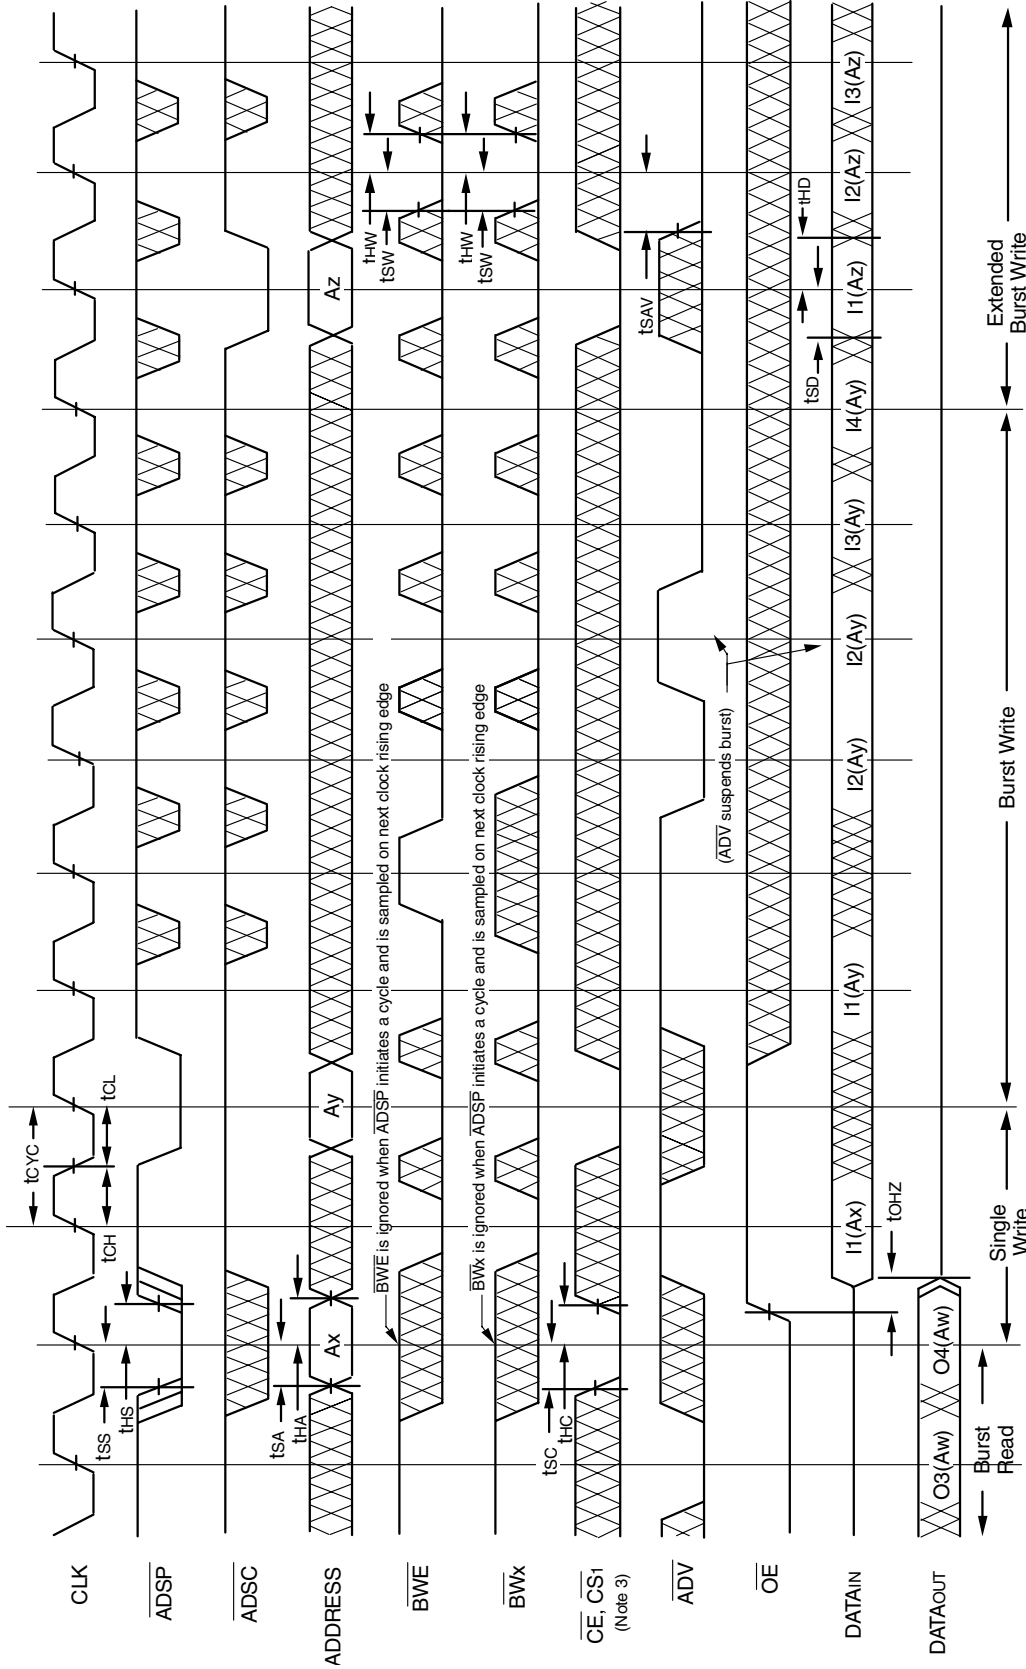 CLK
tCYC
tCH
tCL
ADSP
tSS
tHS
ADSC
ADDRESS
Ax
Ay
Az
tSA
tHA
BWE
BWE is ignored when ADSP initiates a cycle and is sampled on next clock rising edge
tHW
tSW
BWx
BWx is ignored when ADSP initiates a cycle and is sampled on next clock rising edge
tHW
tSW
CE, CS1
(Note 3)
tSC
tHC
ADV
tSAV
(ADV suspends burst)
OE
DATAIN
I1(Ax)
I1(Ay)
I2(Ay)
I2(Ay)
I3(Ay)
I4(Ay)
I1(Az)
I2(Az)
I3(Az)
tSD
tHD
tOHZ
DATAOUT
O3(Aw)
O4(Aw)
Burst
Read
Single
Write
Burst Write
Extended
Burst Write